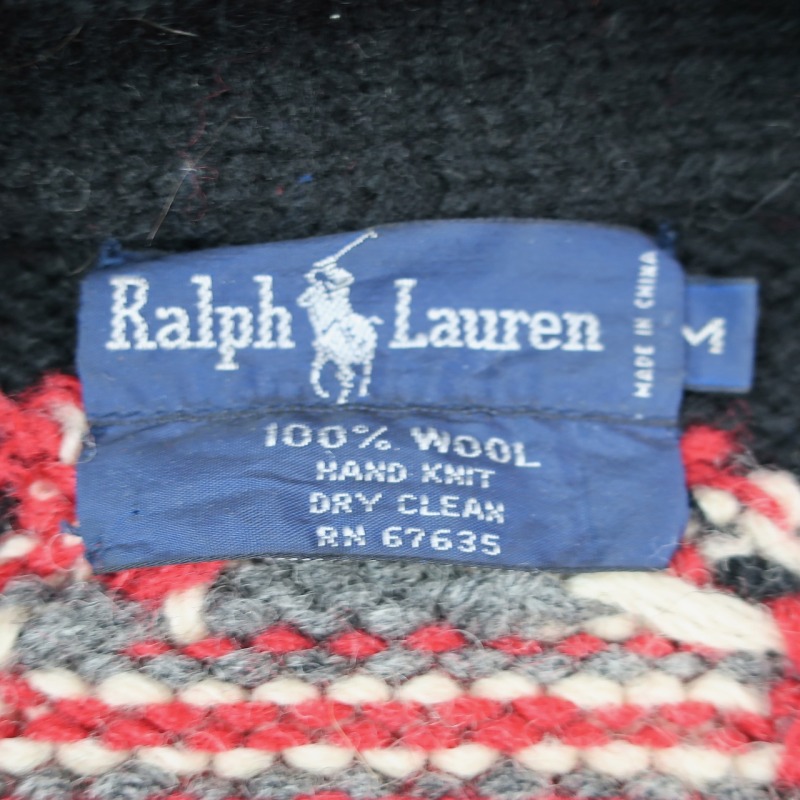 Ralph Lauren
MADE IN CHINA
M
100% WOOL
HAND KNIT
DRY CLEAN
RN 67635